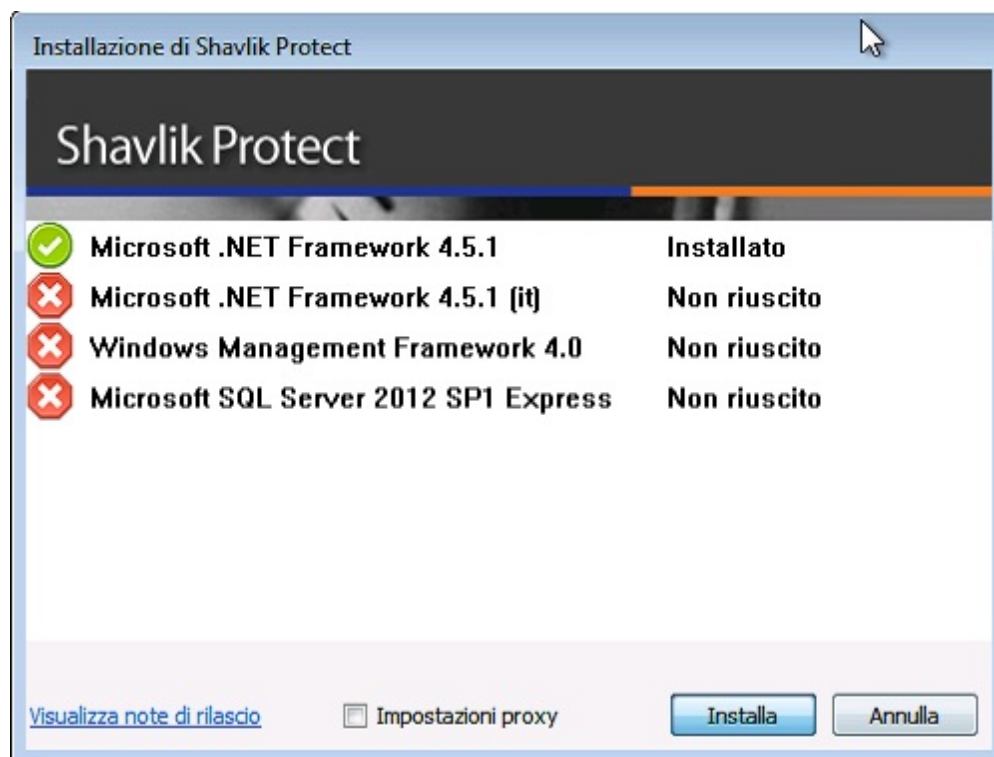 Installazione di Shavlik Protect
Shavlik Protect
Microsoft .NET Framework 4.5.1 Installato
Microsoft .NET Framework 4.5.1 (it) Non riuscito
Windows Management Framework 4.0 Non riuscito
Microsoft SQL Server 2012 SP1 Express Non riuscito
Visualizza note di rilascio Impostazioni proxy Installa Annulla